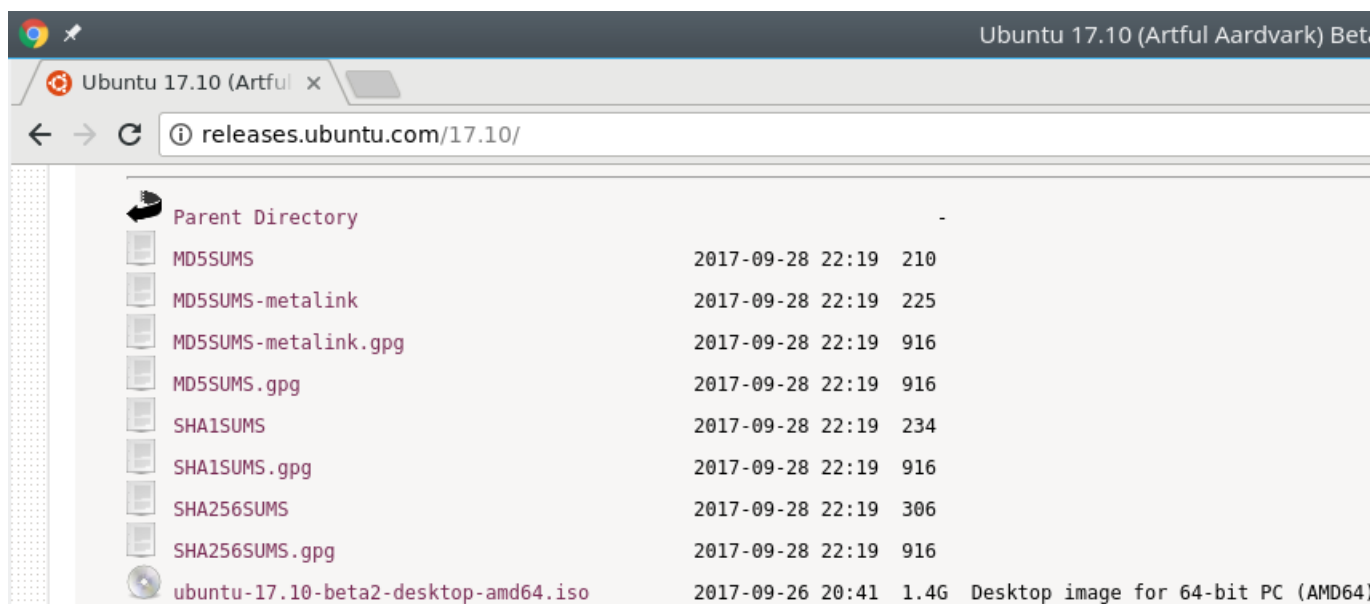 Ubuntu 17.10 (Artful Aardvark) Beta
Ubuntu 17.10 (Artful
releases.ubuntu.com/17.10/
Parent Directory -
MD5SUMS 2017-09-28 22:19 210
MD5SUMS-metalink 2017-09-28 22:19 225
MD5SUMS-metalink.gpg 2017-09-28 22:19 916
MD5SUMS.gpg 2017-09-28 22:19 916
SHA1SUMS 2017-09-28 22:19 234
SHA1SUMS.gpg 2017-09-28 22:19 916
SHA256SUMS 2017-09-28 22:19 306
SHA256SUMS.gpg 2017-09-28 22:19 916
ubuntu-17.10-beta2-desktop-amd64.iso 2017-09-26 20:41 1.4G Desktop image for 64-bit PC (AMD64)